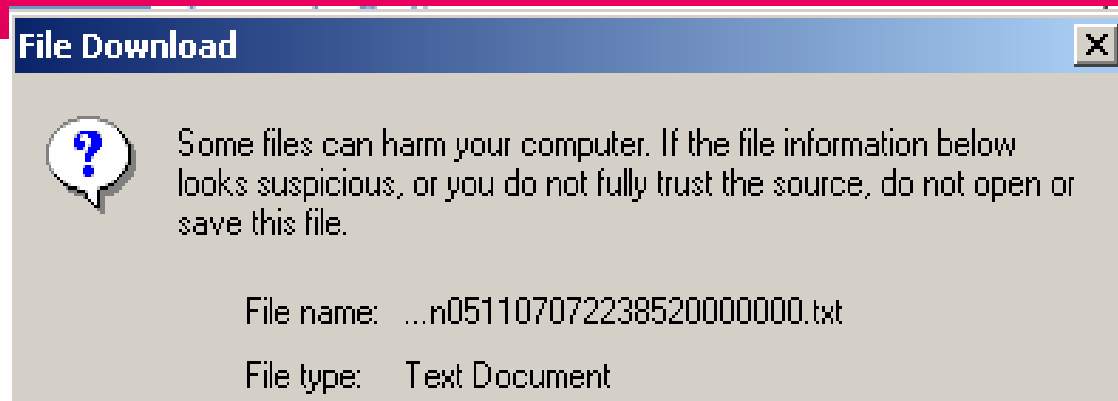 File Download
Some files can harm your computer. If the file information below
looks suspicious, or you do not fully trust the source, do not open or
save this file.
File name: ...n051107072238520000000.txt
File type: Text Document